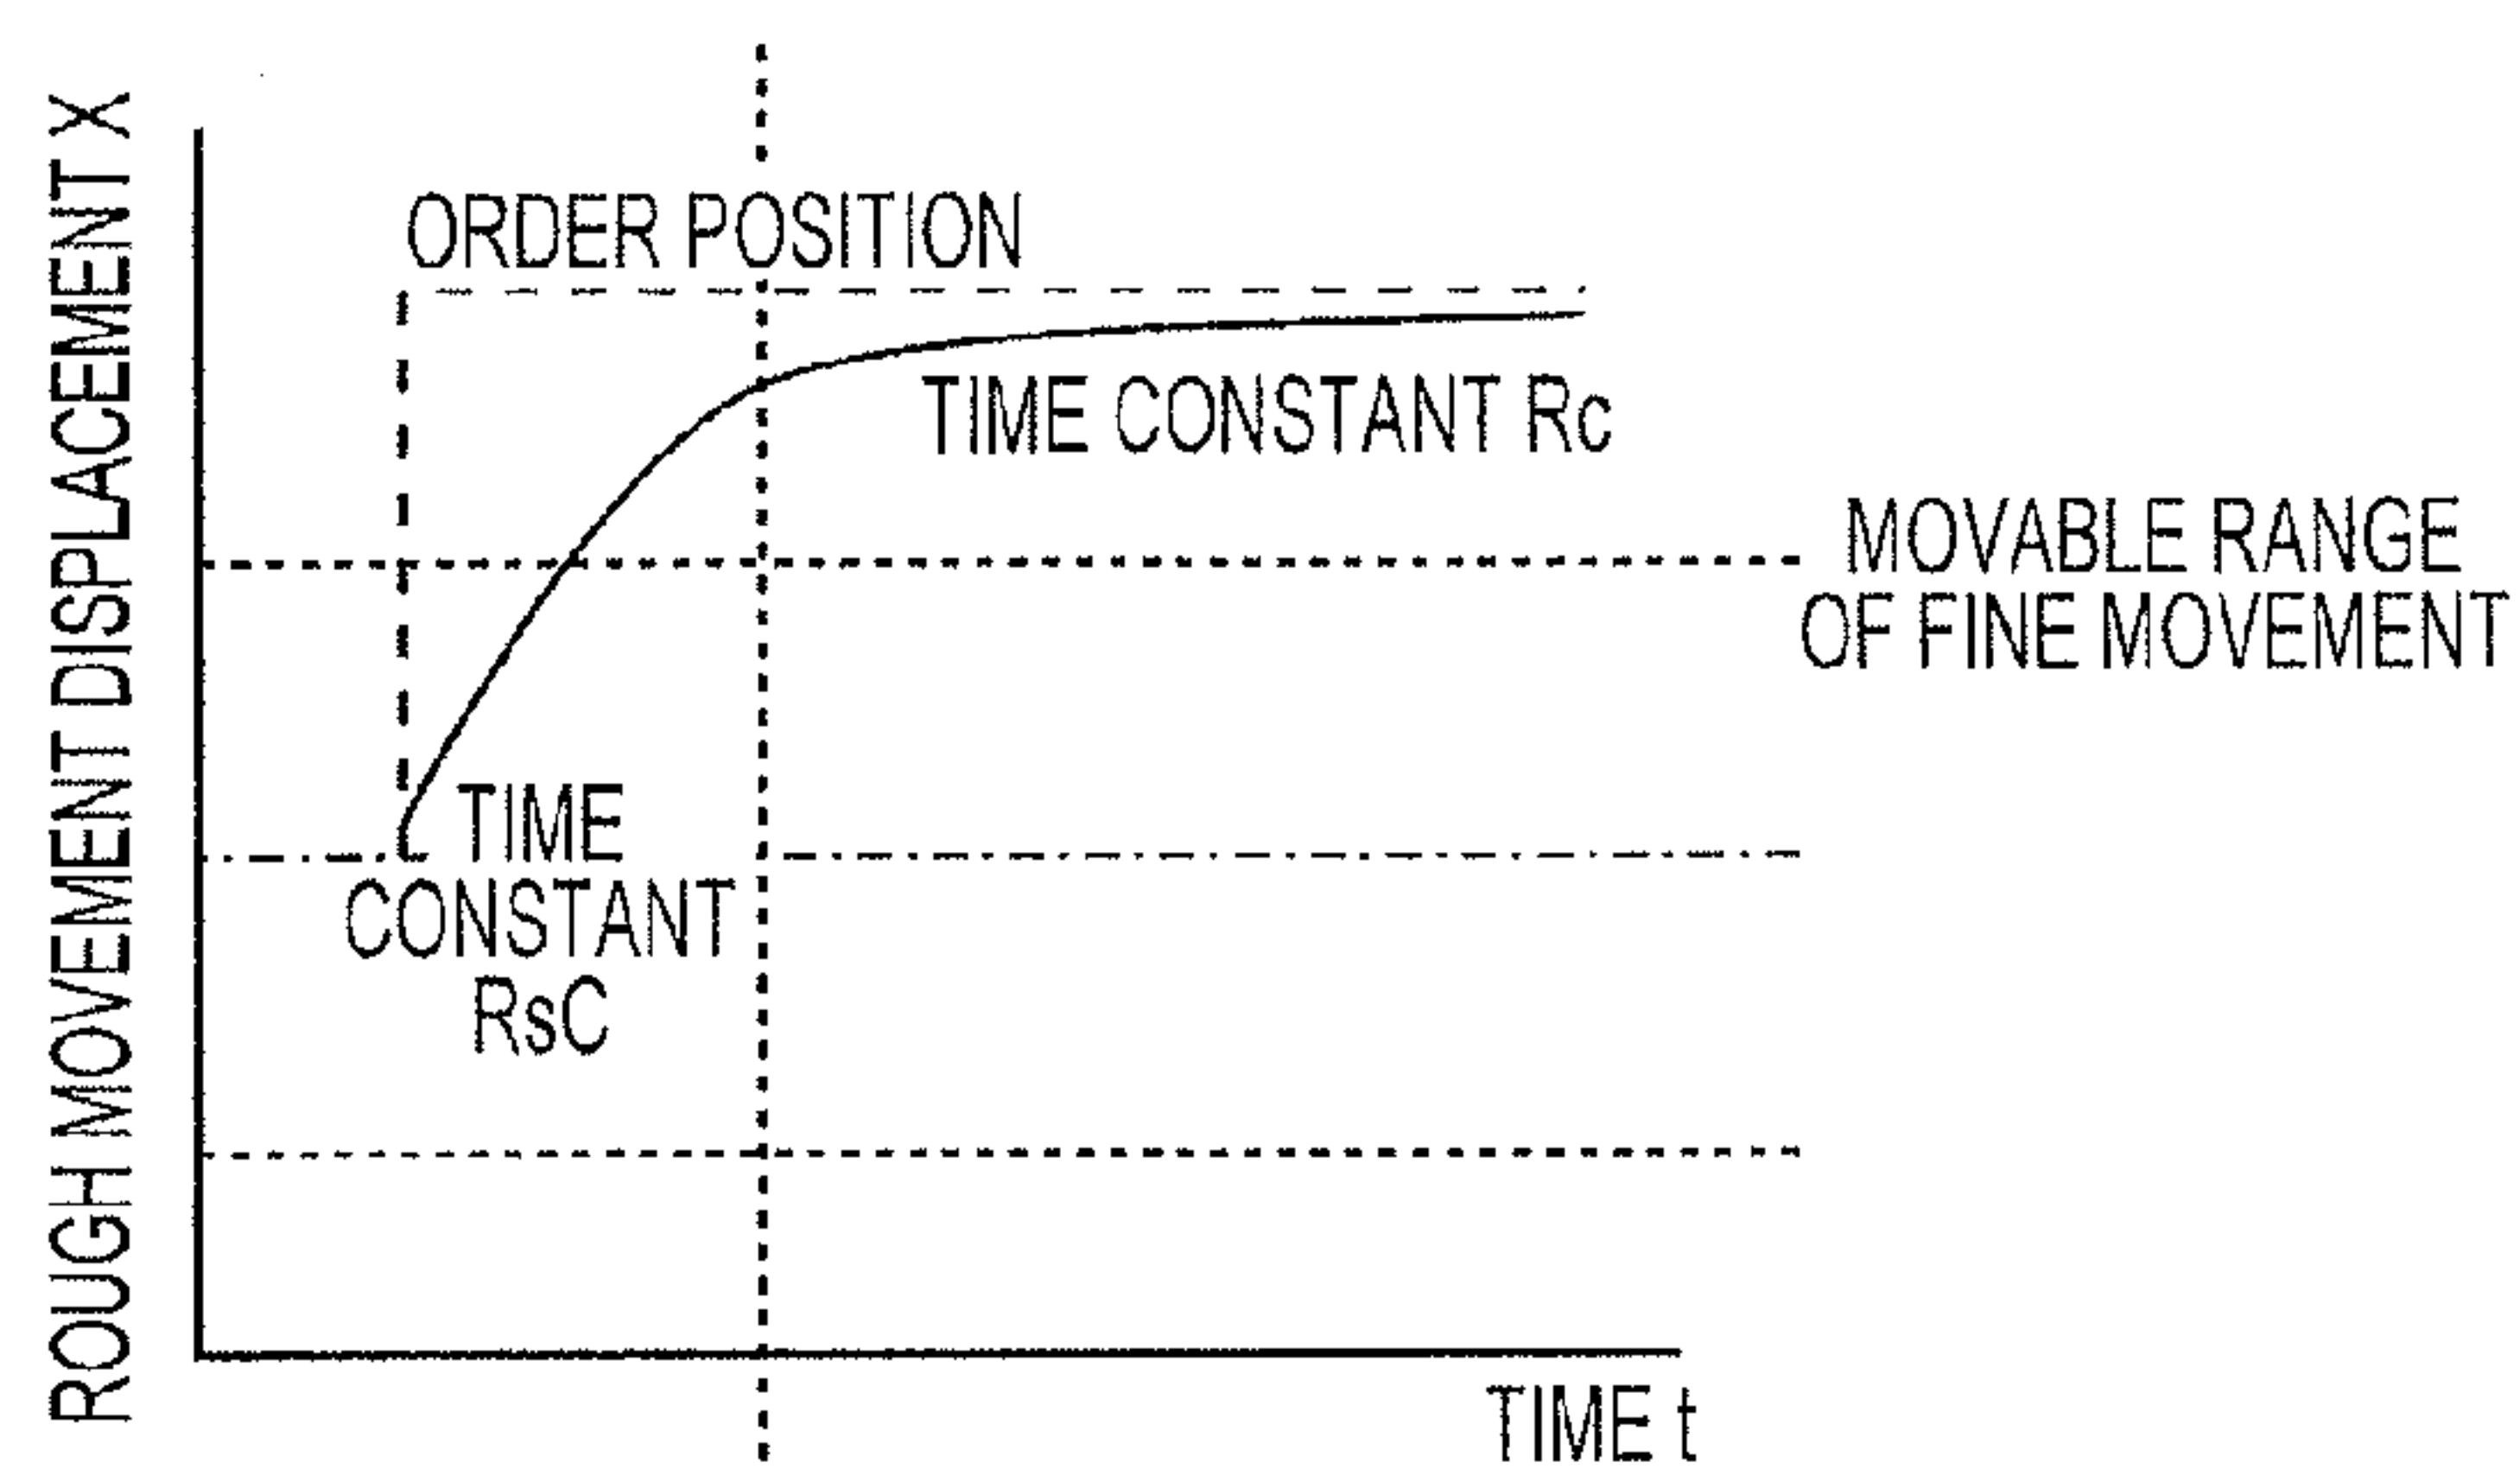 ROUGH MOVEMENT DISPLACEMENT X
ORDER POSITION
TIME CONSTANT Rc
MOVABLE RANGE
OF FINE MOVEMENT
TIME
CONSTANT
RsC
TIME t